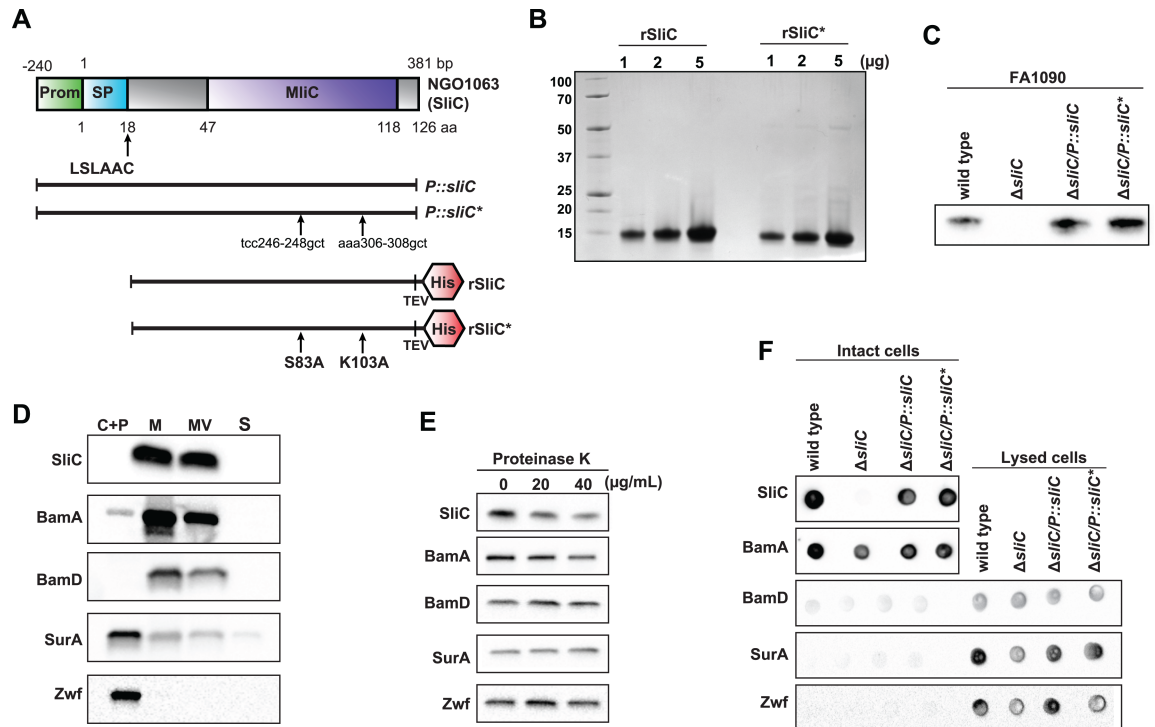 A
-240
1
381 bp
Prom
SP
MliC
NGO1063
(SliC)
1
18
47
118
126 aa
LSLAAC
P::sliC
P::sliC*
tcc246-248gct
aaa306-308gct
His
rSliC
TEV
His
rSliC*
TEV
S83A
K103A
B
rSliC
rSliC*
1
2
5
1
2
5
(µg)
100
70
50
37
25
20
15
C
FA1090
wild type
ΔsliC
ΔsliC/P::sliC
ΔsliC/P::sliC*
D
C+P
M
MV
S
SliC
BamA
BamD
SurA
Zwf
E
Proteinase K
0
20
40
(µg/mL)
SliC
BamA
BamD
SurA
Zwf
F
Intact cells
wild type
ΔsliC
ΔsliC/P::sliC
ΔsliC/P::sliC*
Lysed cells
wild type
ΔsliC
ΔsliC/P::sliC
ΔsliC/P::sliC*
SliC
BamA
BamD
SurA
Zwf